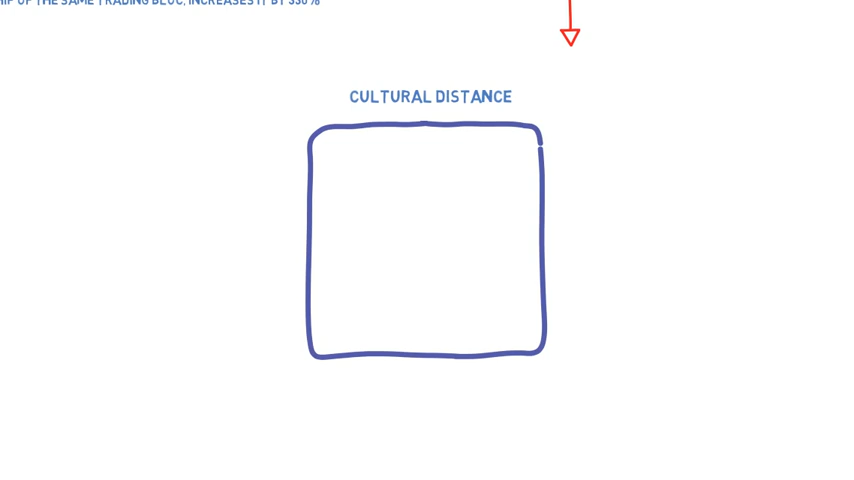 OF THE SAME TRADING BLOC, INCREASES IT BY 330%
CULTURAL DISTANCE